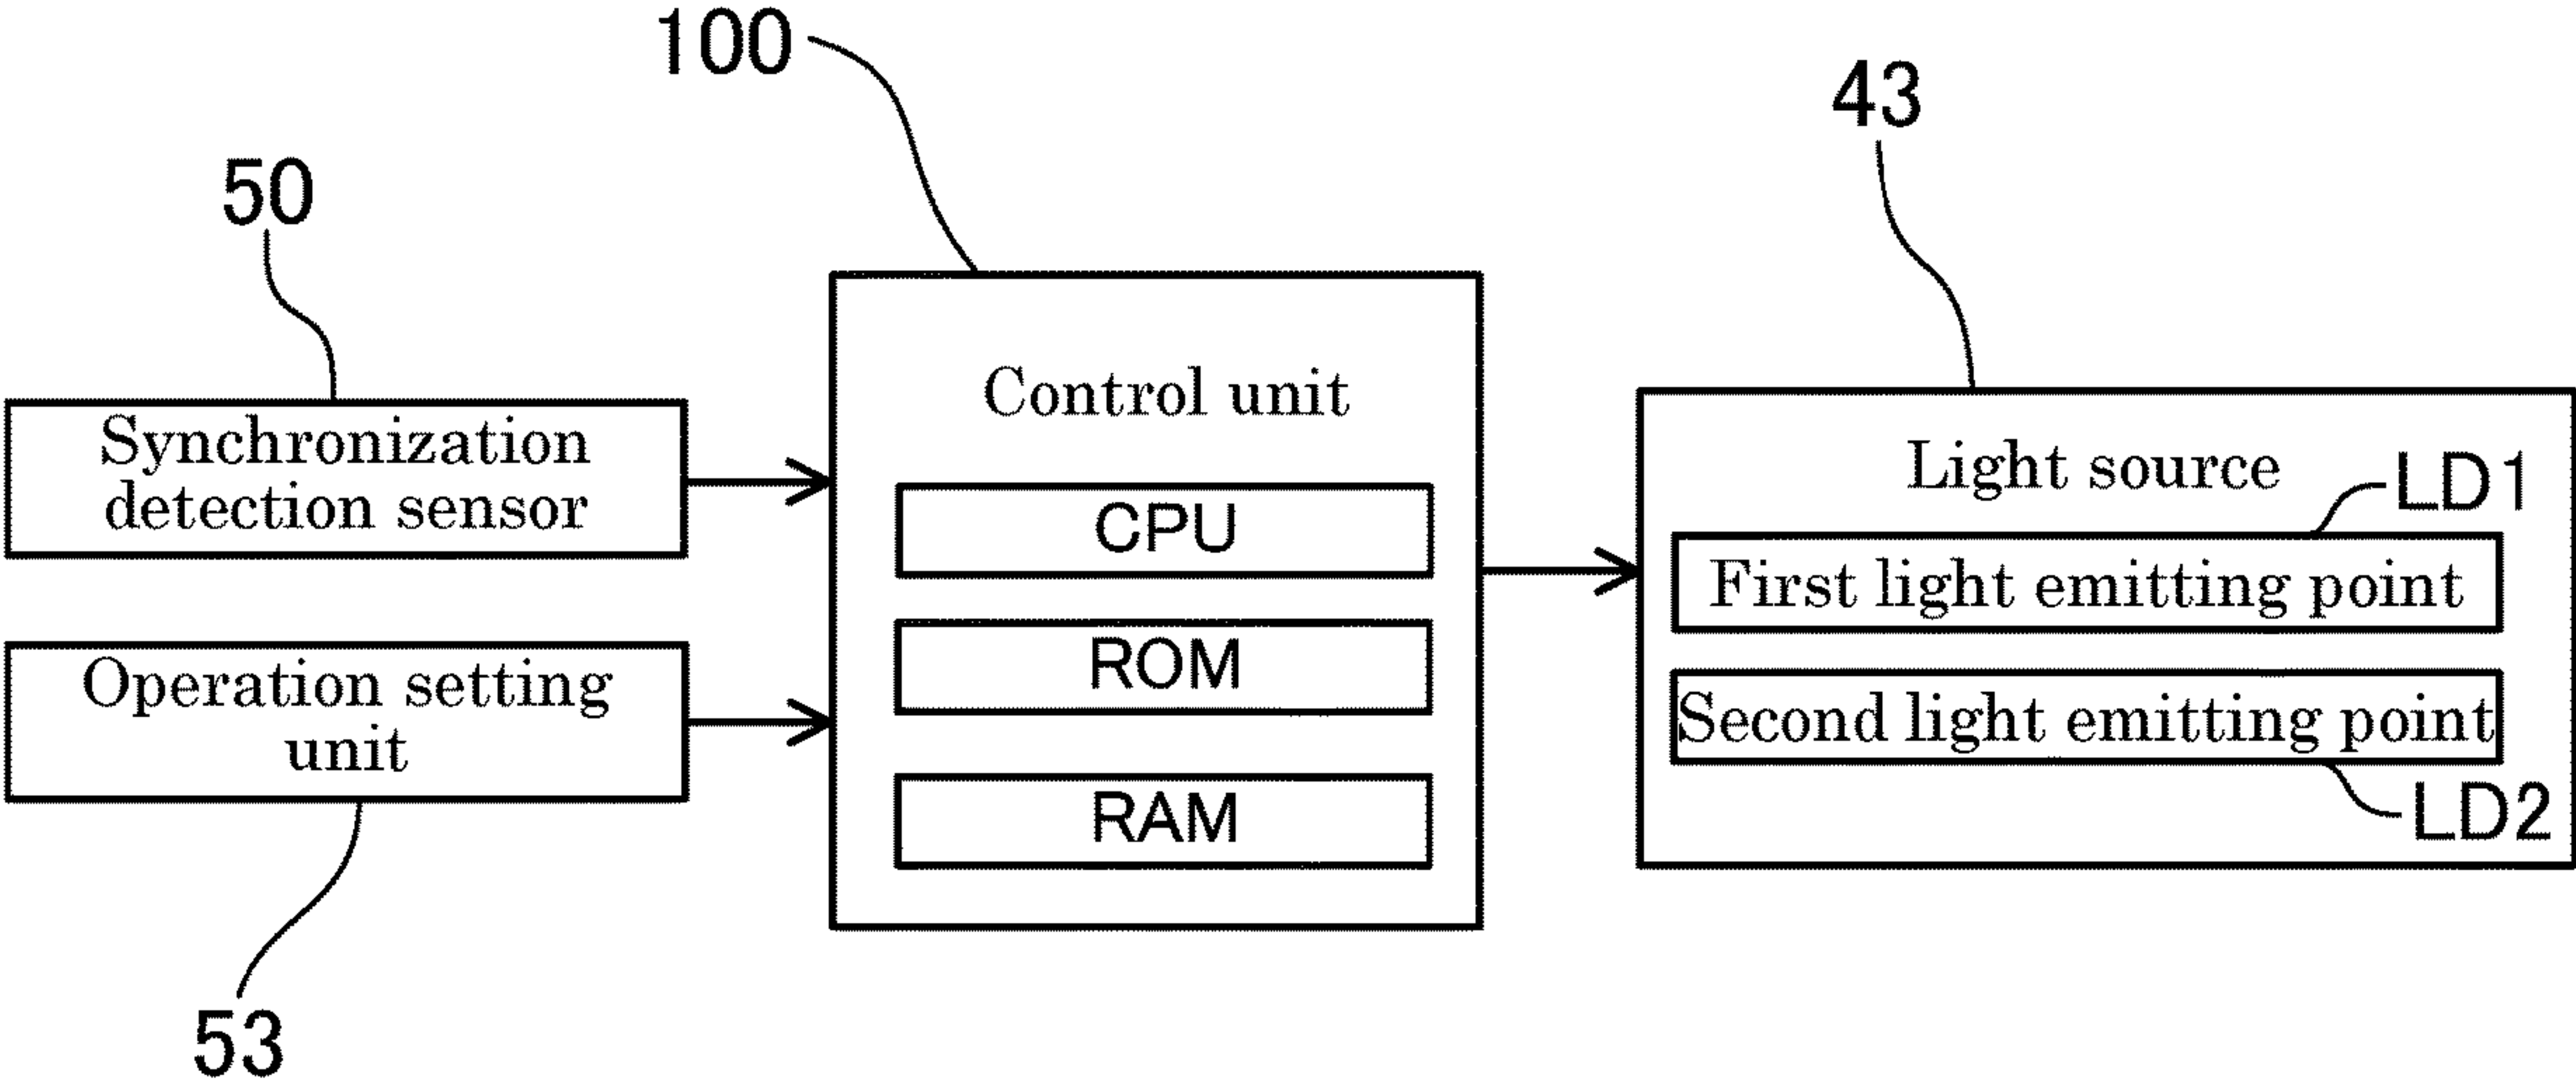 100
43
50
Synchronization
detection sensor
Control unit
CPU
ROM
RAM
Light source
LD1
First light emitting point
Second light emitting point
LD2
Operation setting
unit
53